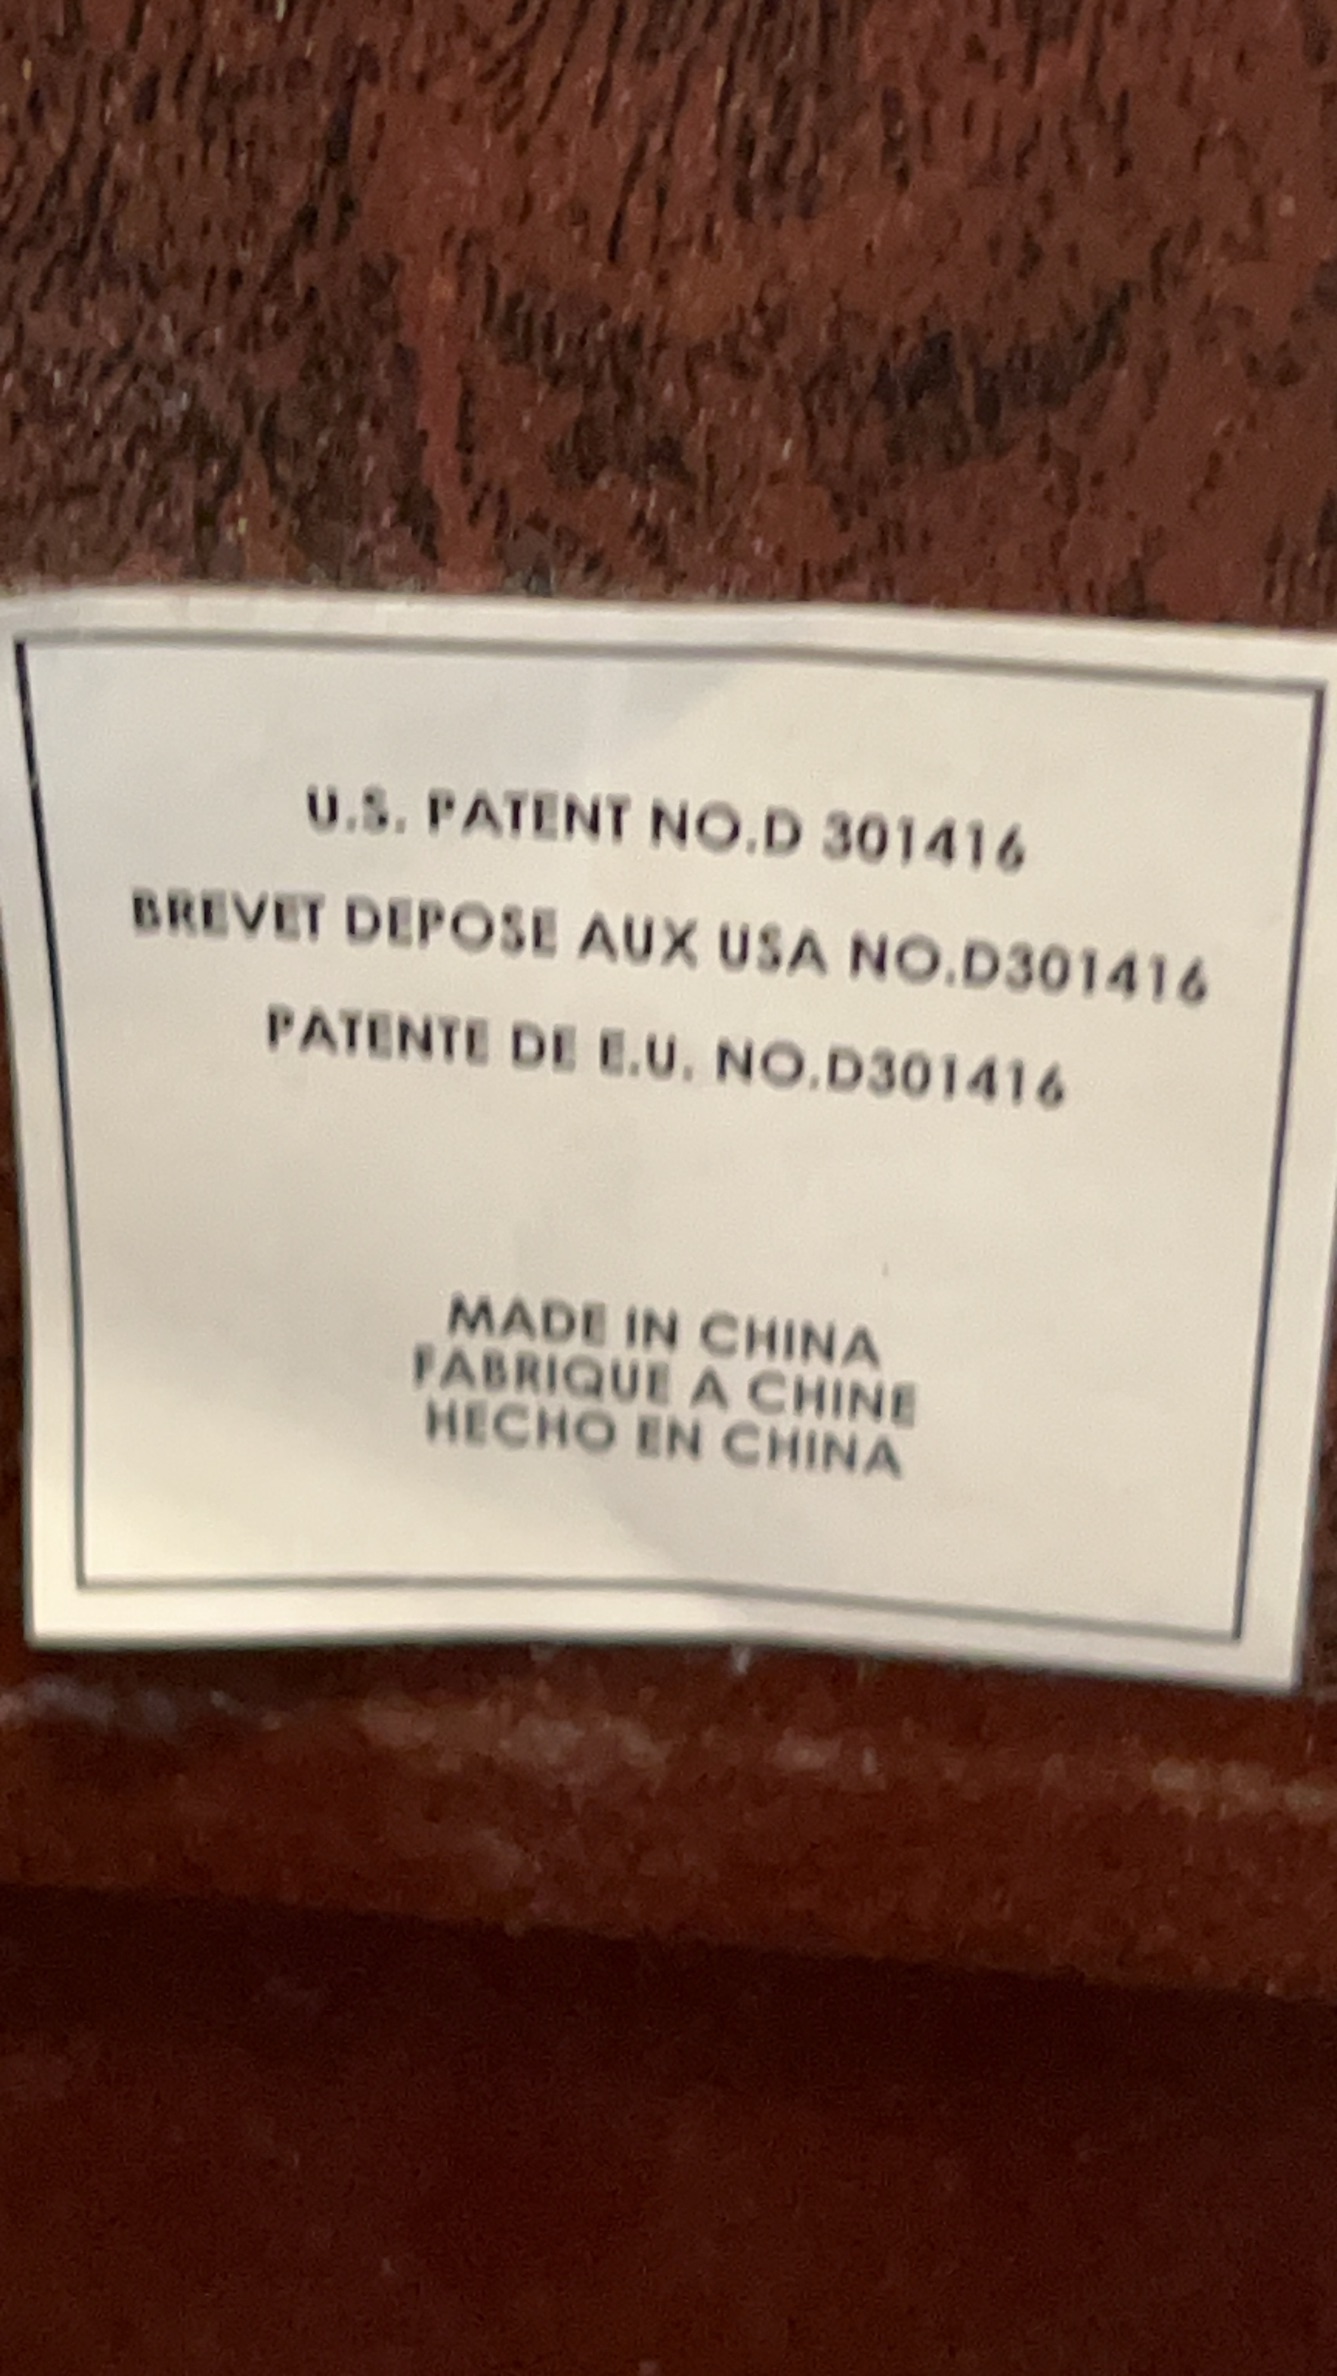 U.S. PATENT NO.D 301416
BREVET DEPOSE AUX USA NO.D301416
PATENTE DE E.U. NO.D301416
MADE IN CHINA
FABRIQUE A CHINE
HECHO EN CHINA